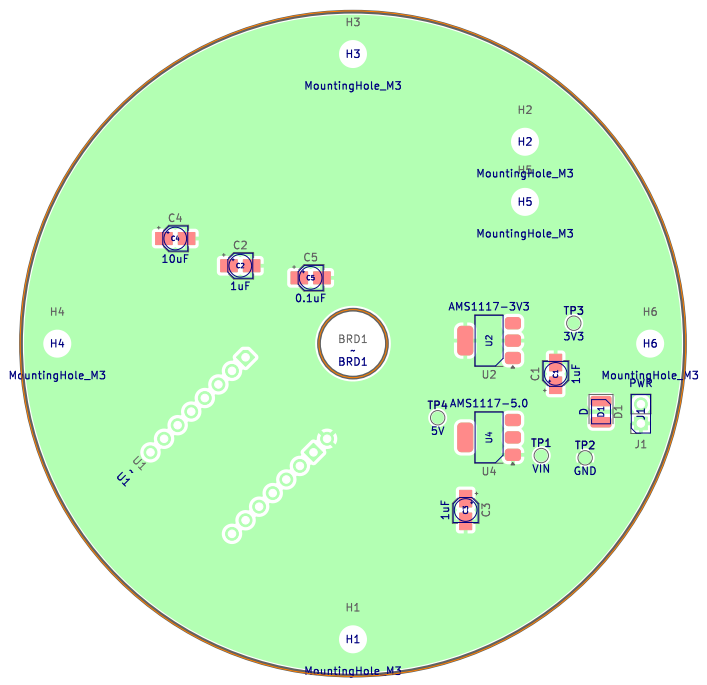 H3
H3
MountingHole_M3
H2
H2
MountingHole_M3
H5
H5
MountingHole_M3
C4
C4
10uF
C2
C2
1uF
C5
C5
0.1uF
H4
H4
MountingHole_M3
BRD1
~
BRD1
AMS1117-3V3
U2
U2
TP3
3V3
H6
H6
MountingHole_M3
C1
C1
1uF
PWR
J1
J1
D
D1
D1
TP4
5V
AMS1117-5.0
U4
U4
TP1
VIN
TP2
GND
U1
1uF
C3
C3
H1
H1
MountingHole_M3